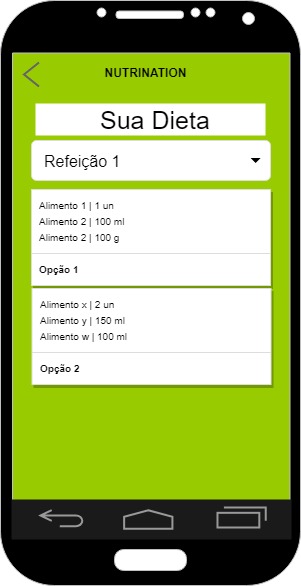 NUTRINATION
Sua Dieta
Refeição 1
Alimento 1 | 1 un
Alimento 2 | 100 ml
Alimento 2 | 100 g
Opção 1
Alimento x | 2 un
Alimento y | 150 ml
Alimento w | 100 ml
Opção 2